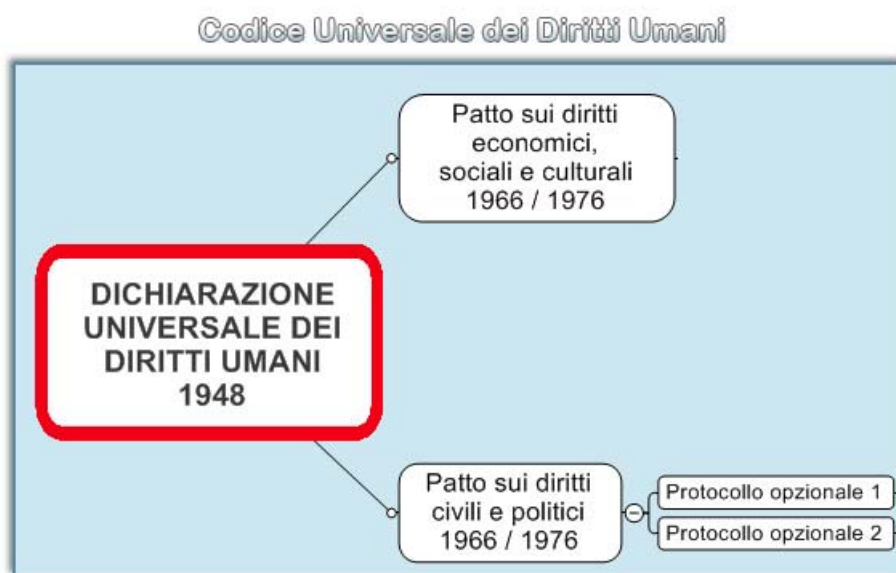 Codice Universale dei Diritti Umani
Patto sui diritti
economici,
sociali e culturali
1966 / 1976
DICHIARAZIONE
UNIVERSALE DEI
DIRITTI UMANI
1948
Patto sui diritti
civili e politici
1966 / 1976
Protocollo opzionale 1
Protocollo opzionale 2